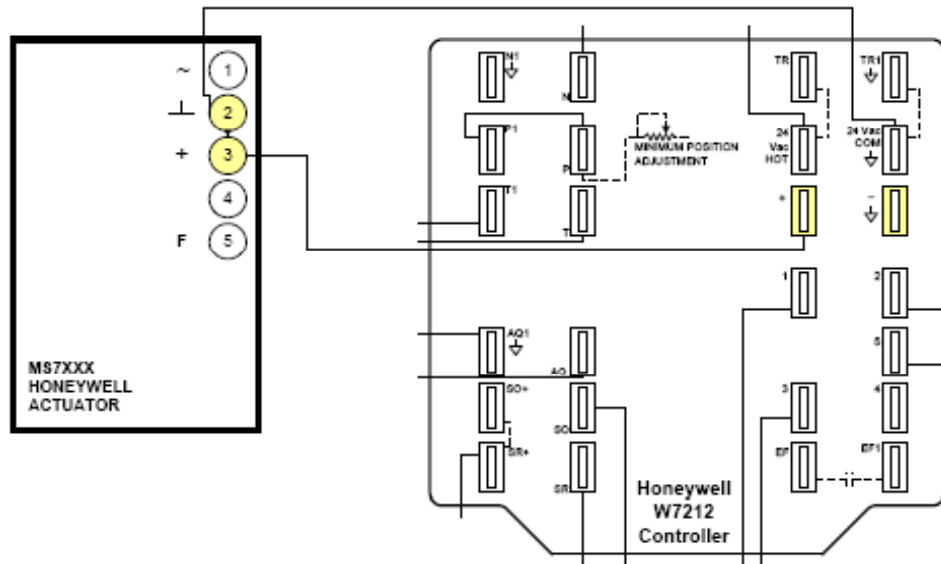 ~ 1
⊥ 2
+ 3
4
F 5
MS7XXX
HONEYWELL
ACTUATOR
N1
N
P1
P
MINIMUM POSITION
ADJUSTMENT
T1
T
TR
TR1
24
Vac
HOT
24 Vac
COM
+
-
1
2
5
AQ1
AQ
SO+
SO
3
4
SR+
SR
EF
EF1
Honeywell
W7212
Controller